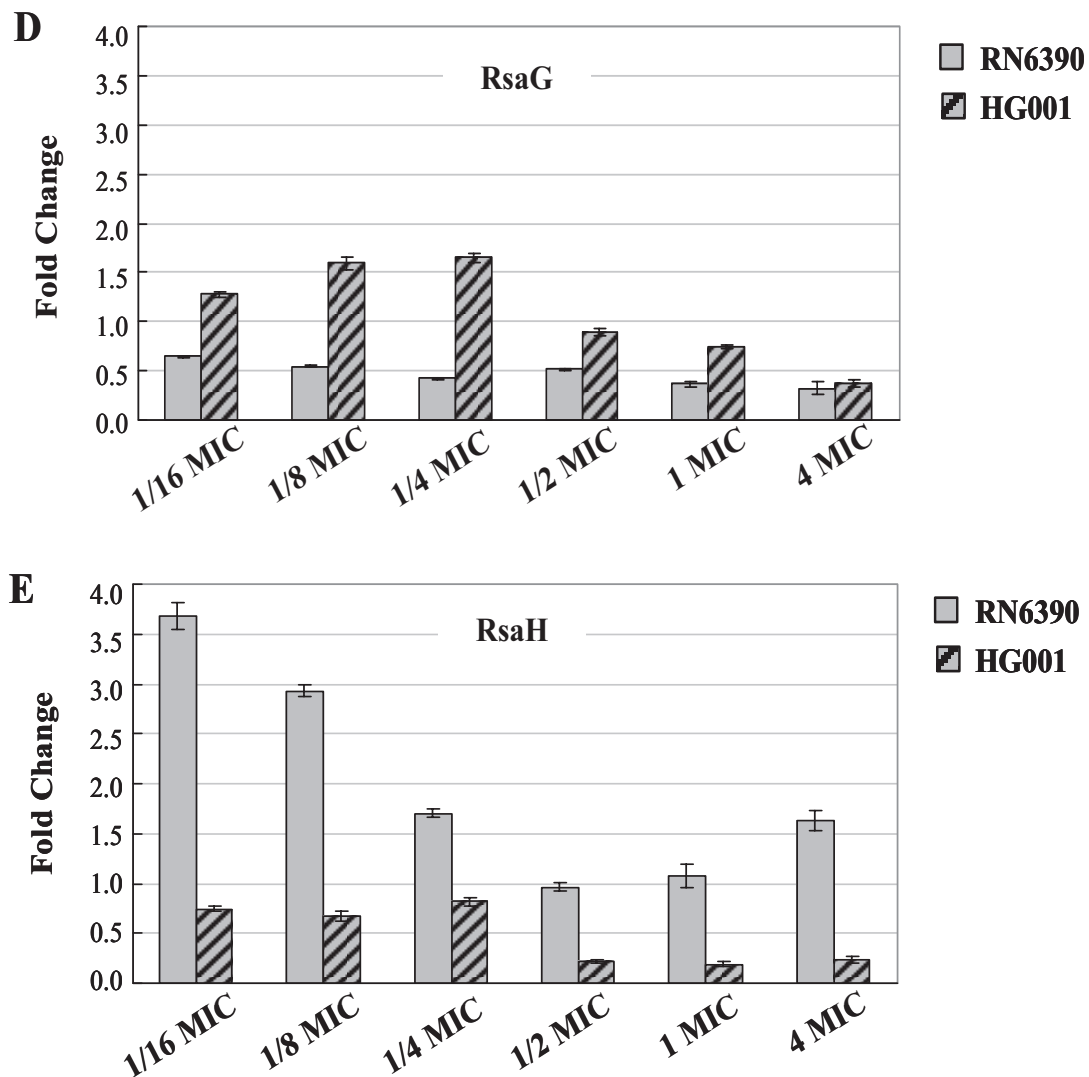 D
4.0
3.5
3.0
2.5
2.0
1.5
1.0
0.5
0.0
Fold Change
RsaG
RN6390
HG001
1/16 MIC
1/8 MIC
1/4 MIC
1/2 MIC
1 MIC
4 MIC
E
4.0
3.5
3.0
2.5
2.0
1.5
1.0
0.5
0.0
Fold Change
RsaH
RN6390
HG001
1/16 MIC
1/8 MIC
1/4 MIC
1/2 MIC
1 MIC
4 MIC